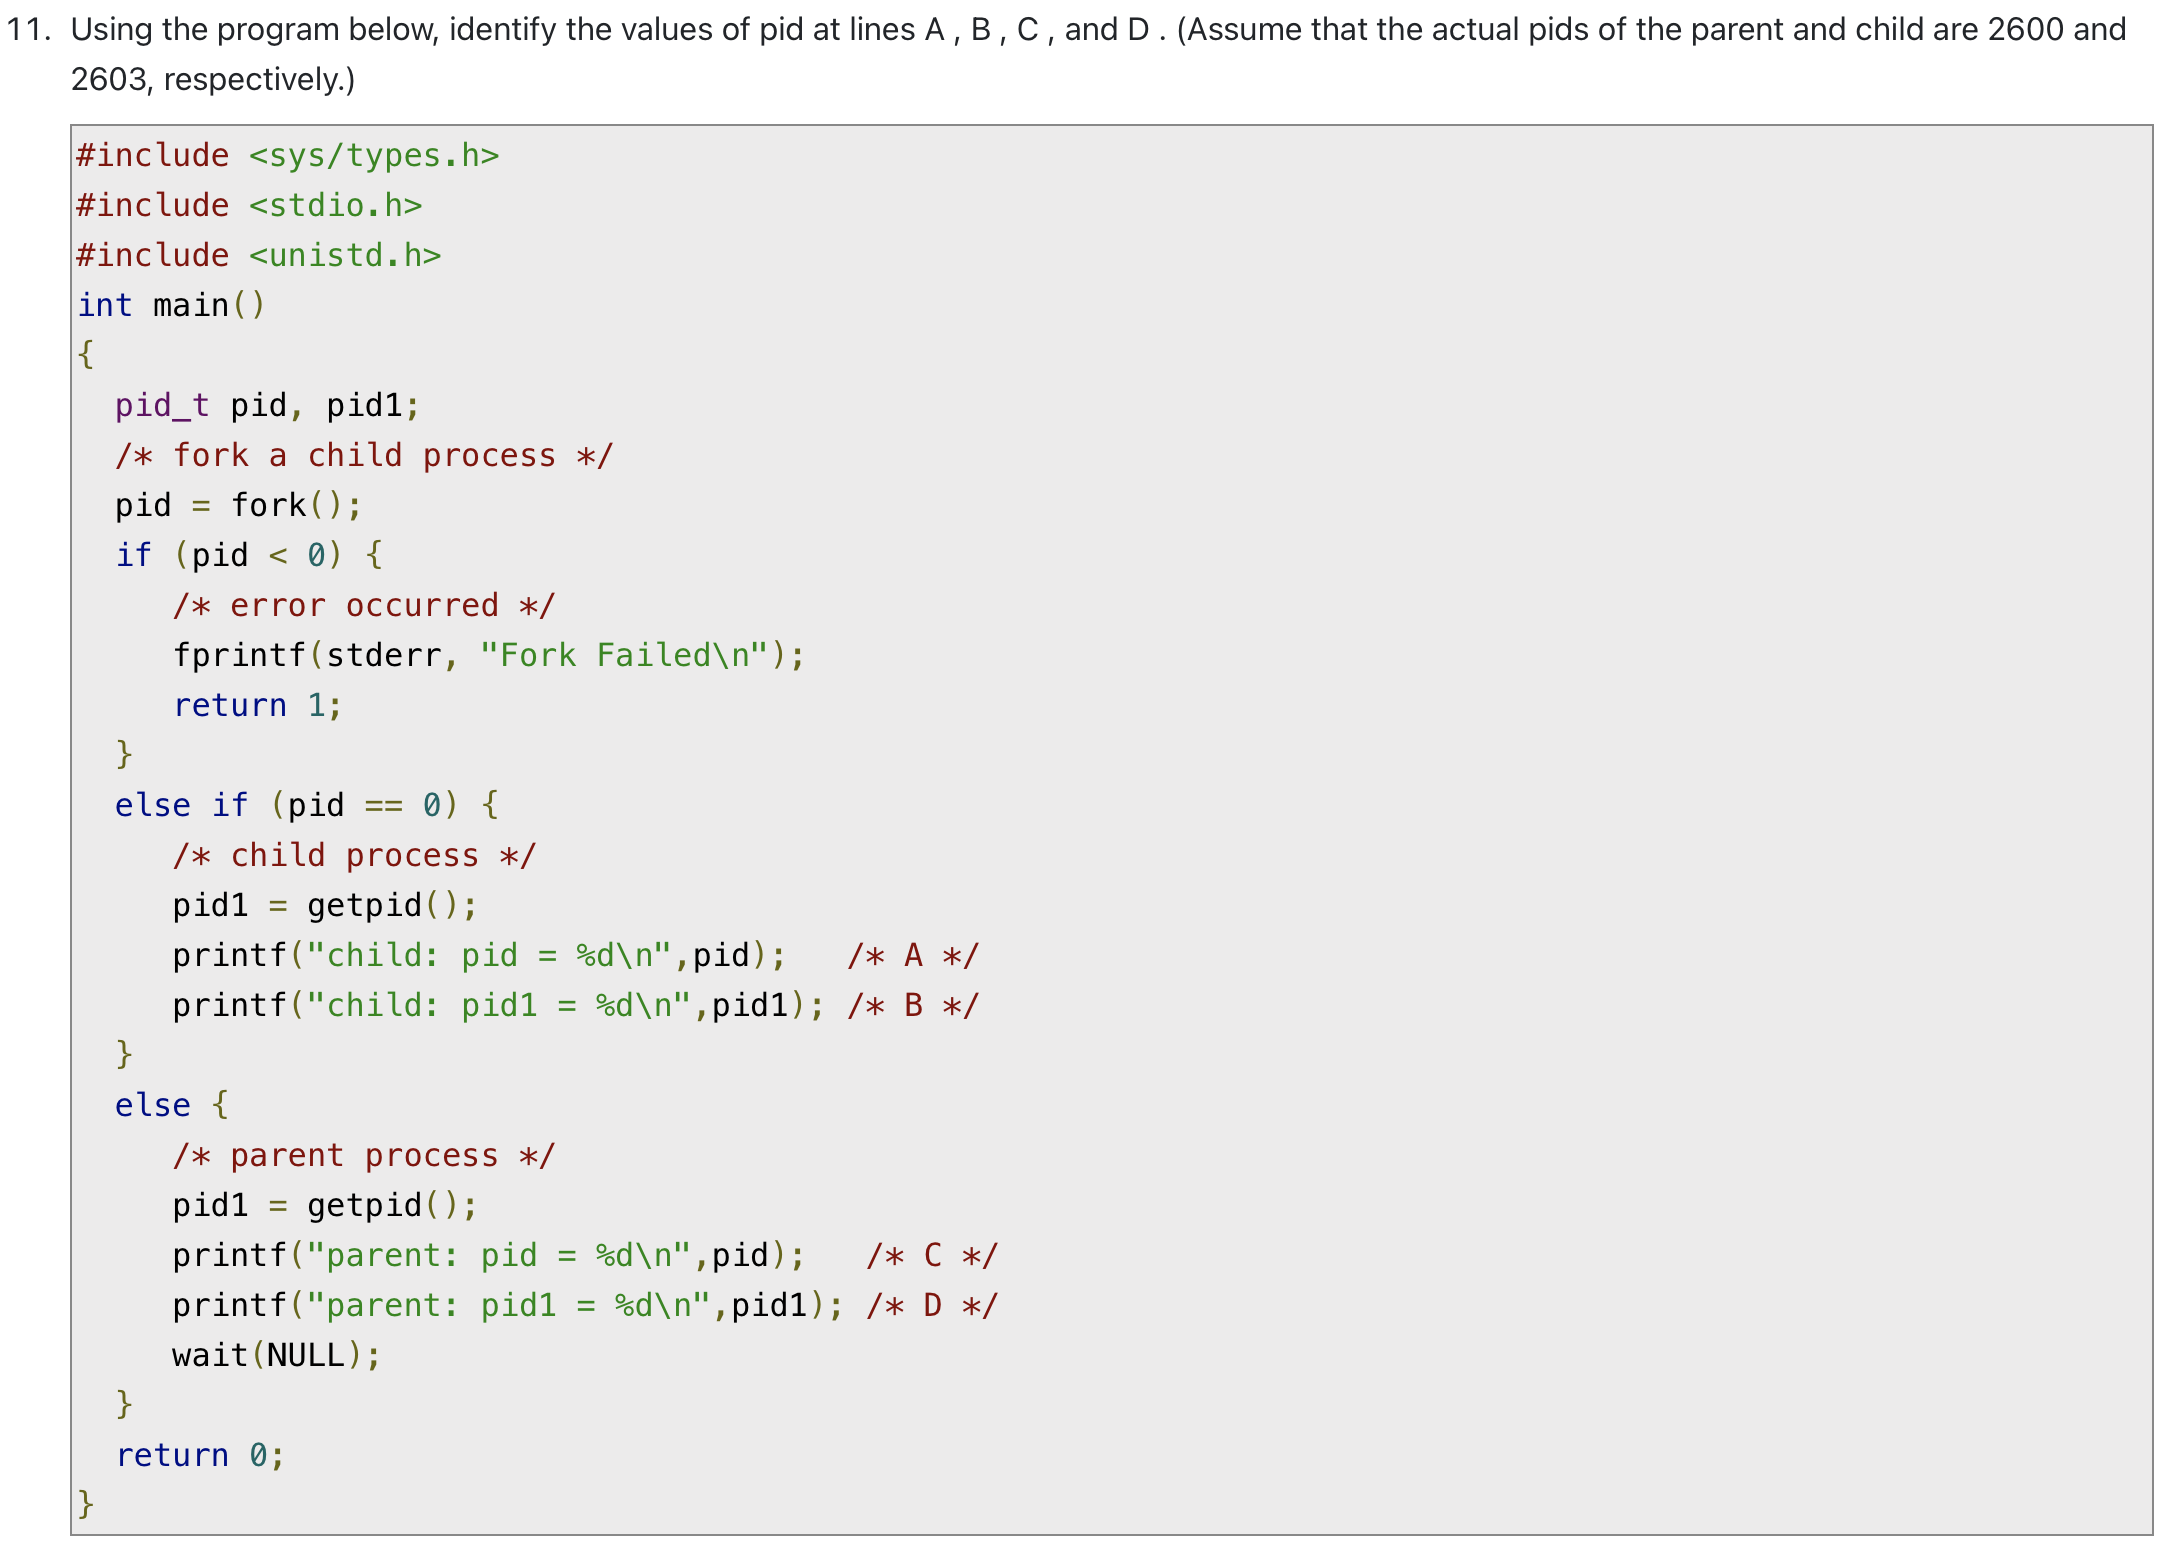 11. Using the program below, identify the values of pid at lines A , B , C , and D . (Assume that the actual pids of the parent and child are 2600 and
2603, respectively.)
#include <sys/types.h>
#include <stdio.h>
#include <unistd.h>
int main()
{
  pid_t pid, pid1;
  /* fork a child process */
  pid = fork();
  if (pid < 0) {
     /* error occurred */
     fprintf(stderr, "Fork Failed\n");
     return 1;
  }
  else if (pid == 0) {
     /* child process */
     pid1 = getpid();
     printf("child: pid = %d\n",pid);   /* A */
     printf("child: pid1 = %d\n",pid1); /* B */
  }
  else {
     /* parent process */
     pid1 = getpid();
     printf("parent: pid = %d\n",pid);   /* C */
     printf("parent: pid1 = %d\n",pid1); /* D */
     wait(NULL);
  }
  return 0;
}